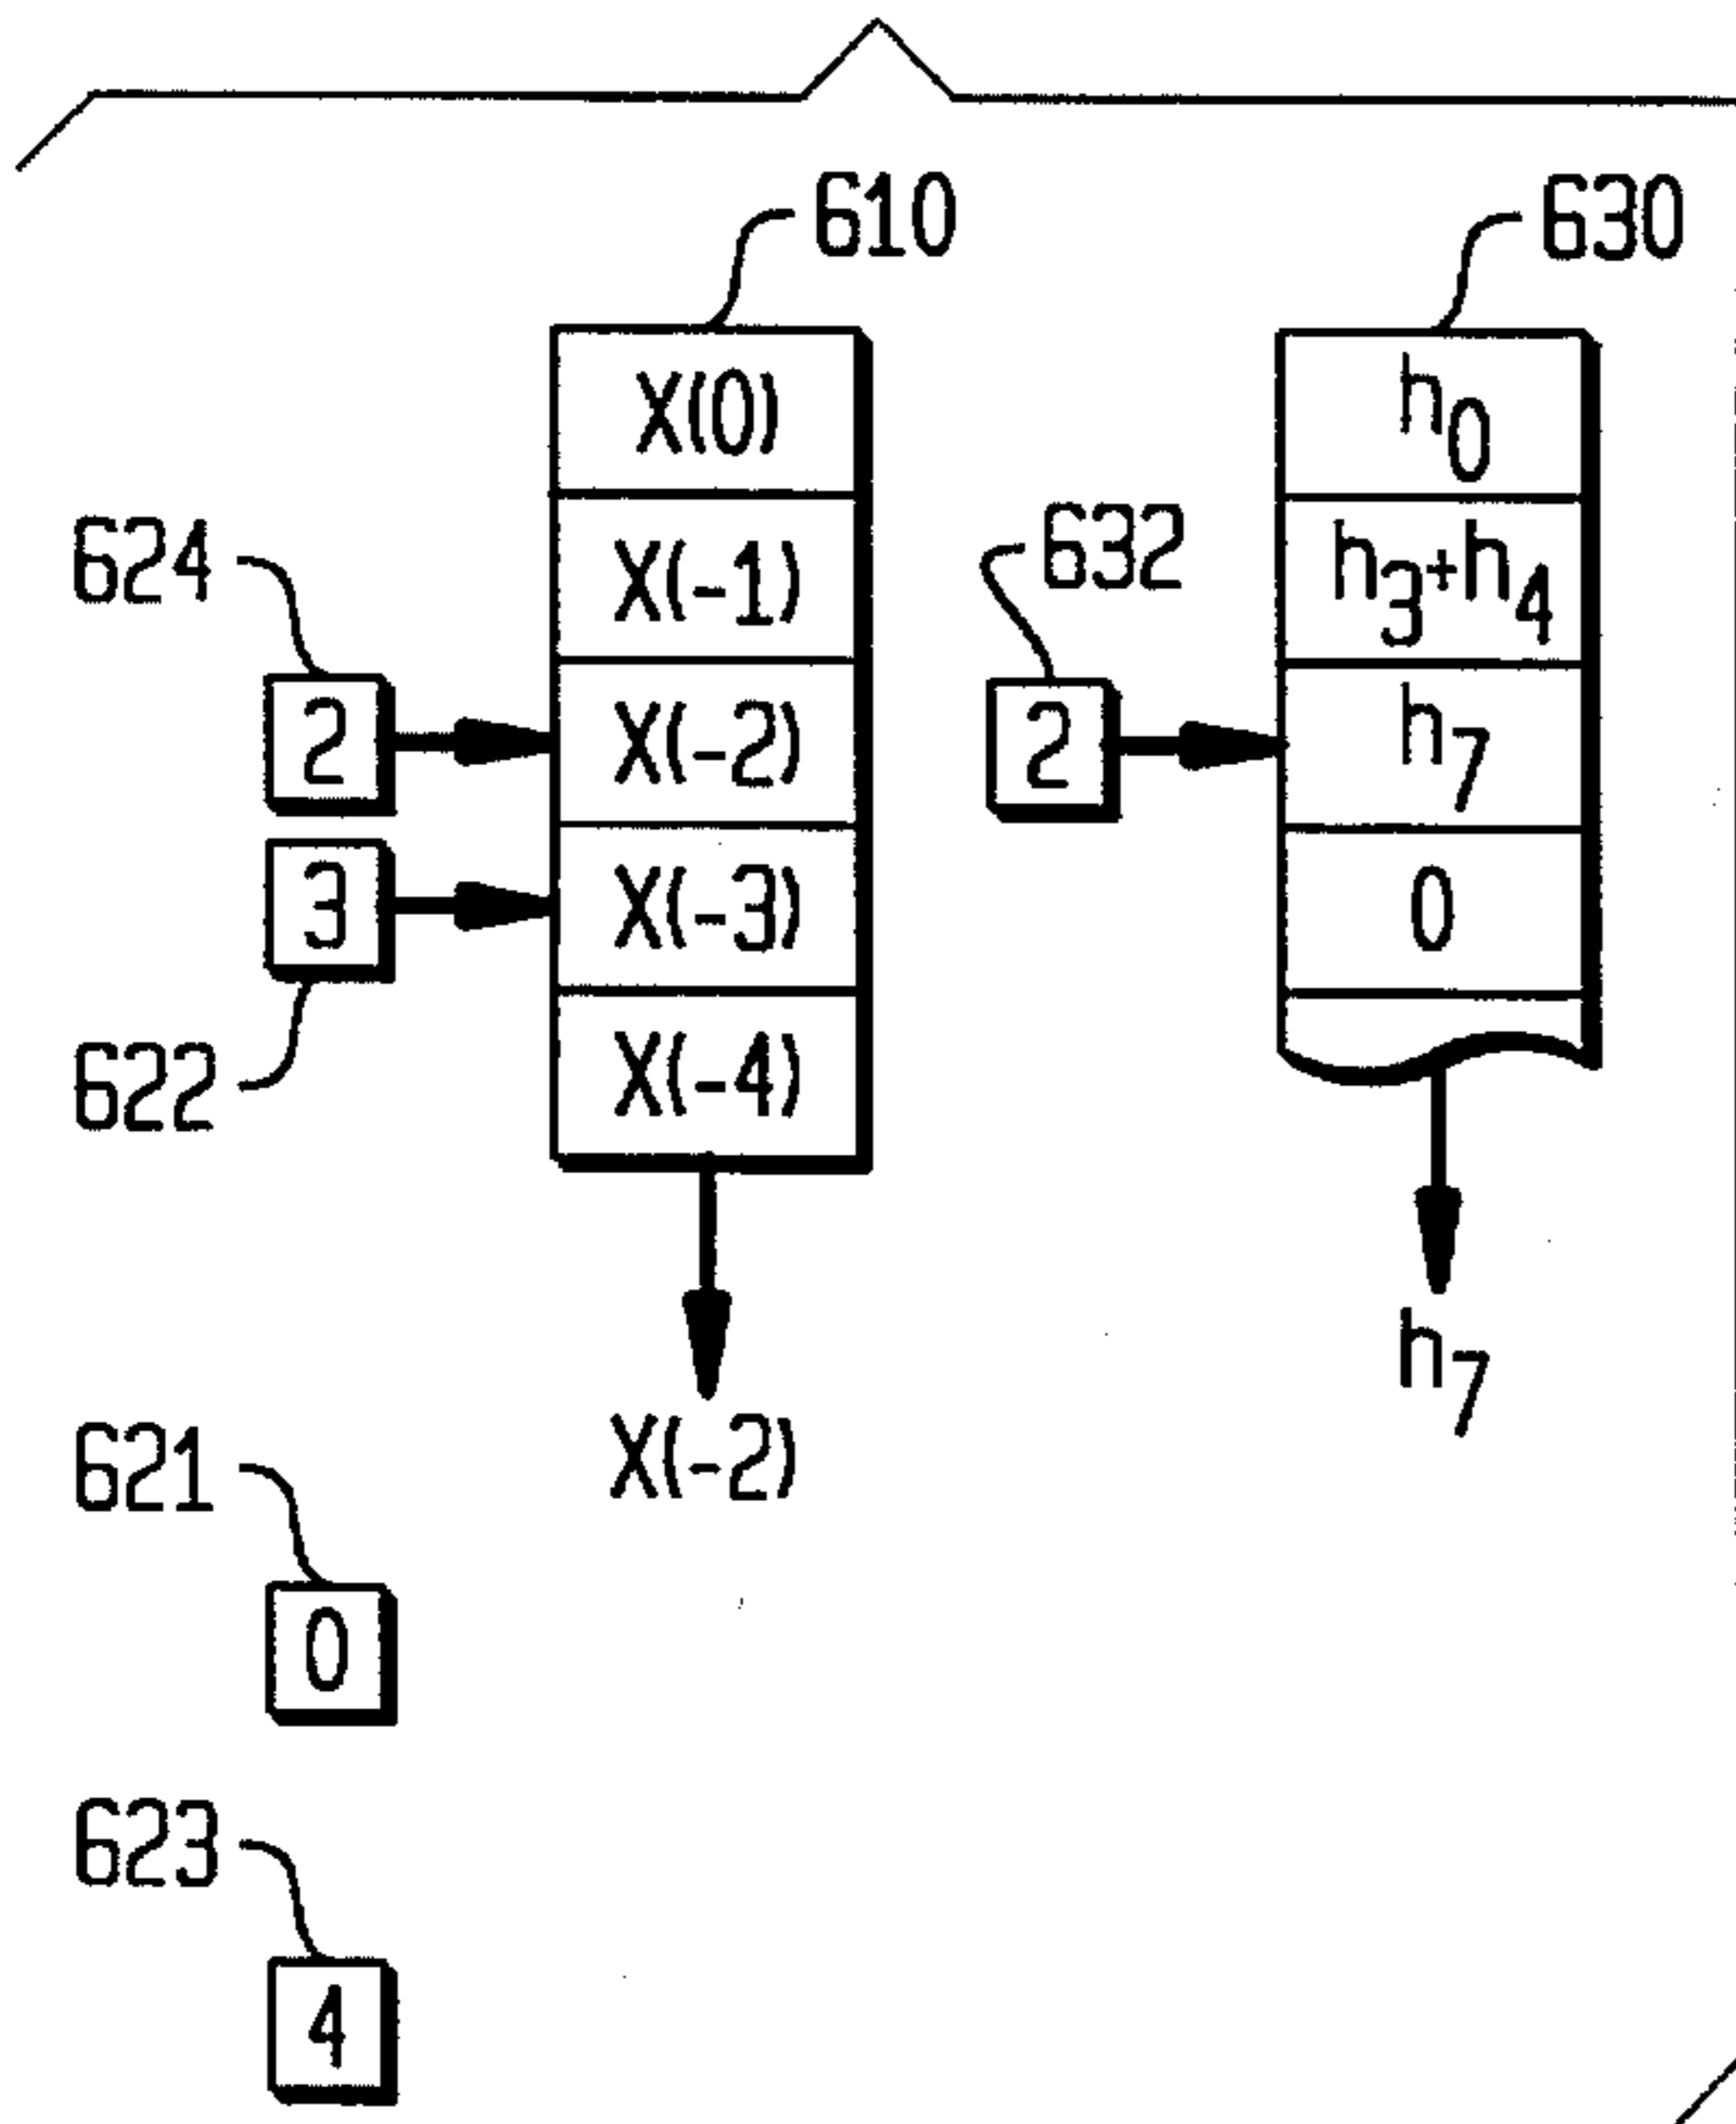 610
630
X(0)
h0
624
X(-1)
632
h3+h4
2
X(-2)
2
h7
3
X(-3)
0
622
X(-4)
X(-2)
h7
621
0
623
4